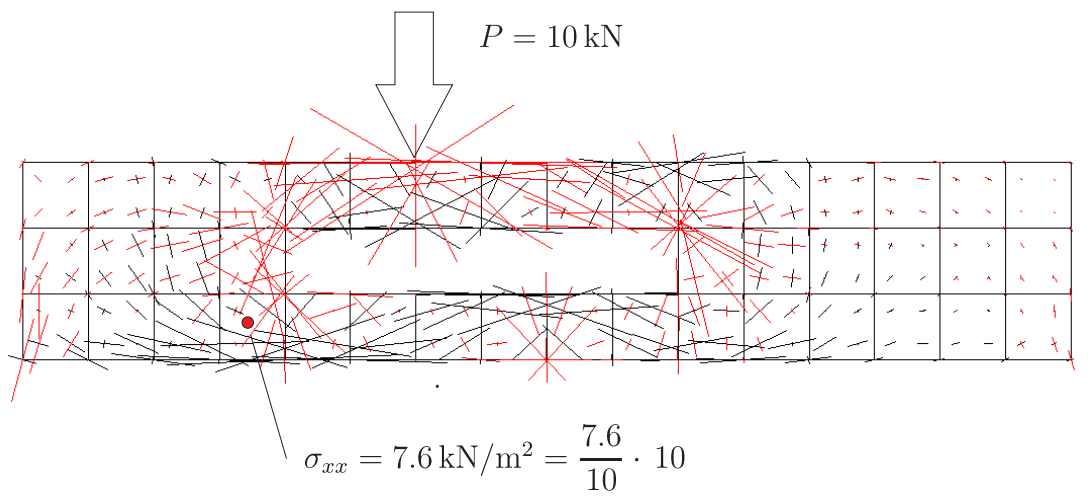 P = 10 kN
σ_xx = 7.6 kN/m² = 7.6/10 · 10